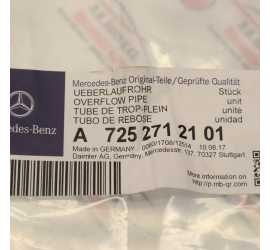 Mercedes-Benz Original-Teile/Geprüfte Qualität
UEBERLAUFROHR Stück
OVERFLOW PIPE unit
TUBE DE TROP-PLEIN unité
TUBO DE REBOSE unidad
edes-Benz
A 725 271 21 01
Made in GERMANY 10.08.17
Daimler AG, Germany, Mercedesstr. 137, 70327 Stuttgart
http://p.mb-qr.com